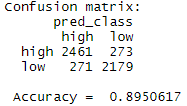 Confusion matrix:
pred_class
high low
high 2461 273
low 271 2179
Accuracy = 0.8950617